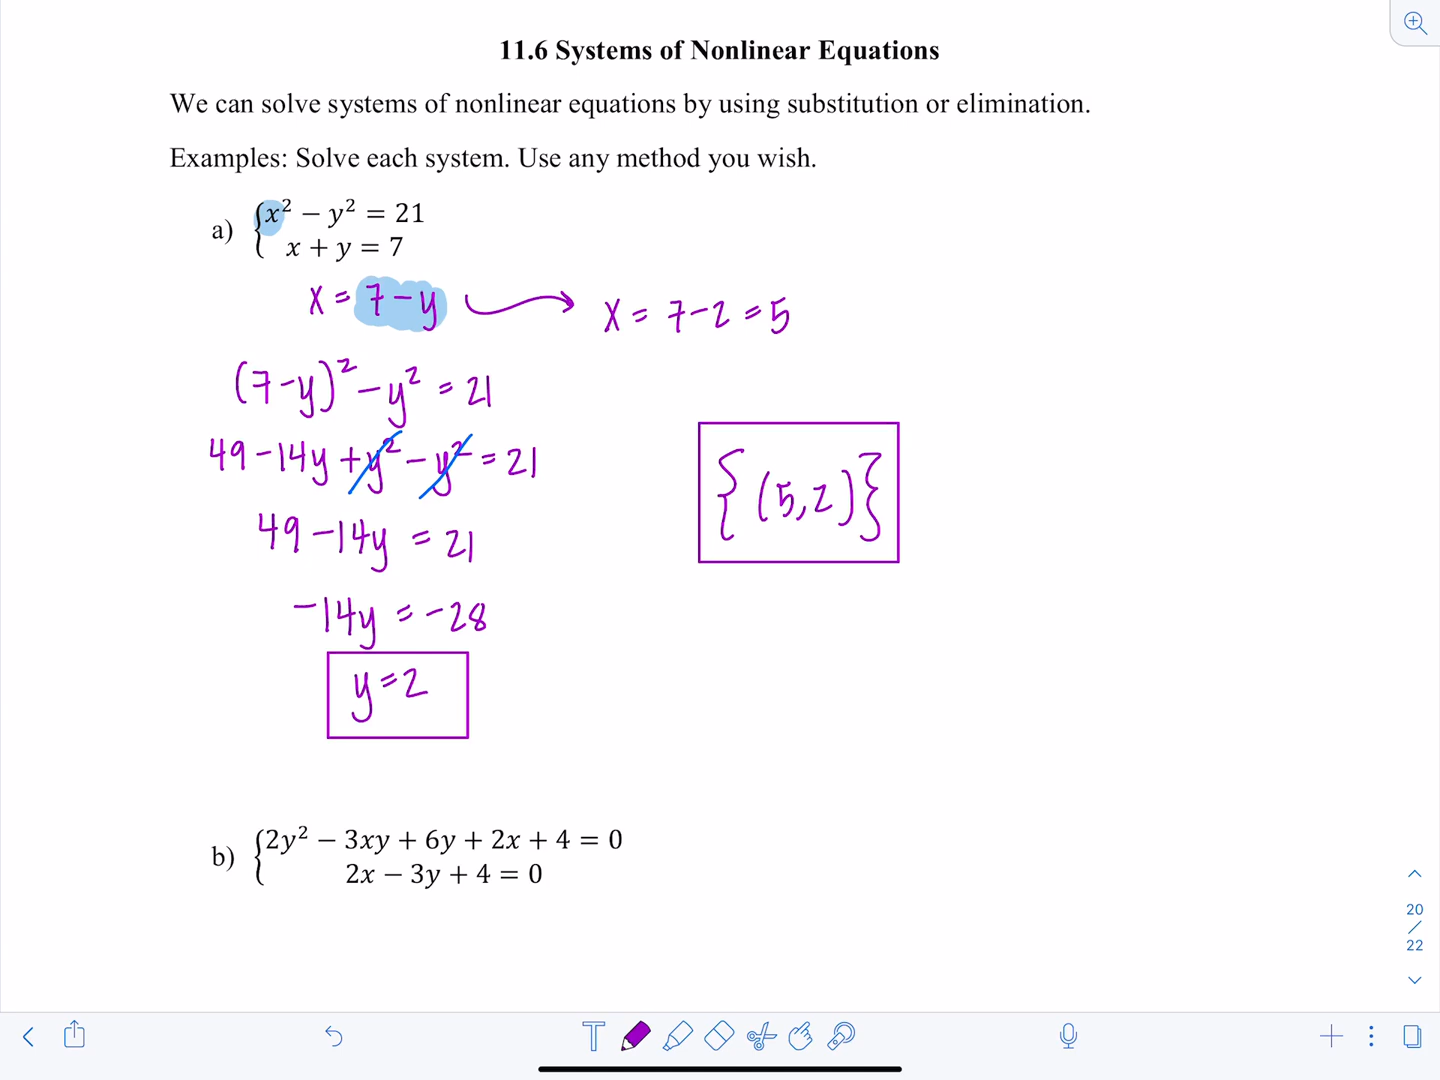 11.6 Systems of Nonlinear Equations
We can solve systems of nonlinear equations by using substitution or elimination.
Examples: Solve each system. Use any method you wish.
a) { x² − y² = 21
x + y = 7
x = 7 − y
x = 7 − 2 = 5
(7 − y)² − y² = 21
49 − 14y + y² − y² = 21
49 − 14y = 21
−14y = −28
y = 2
{(5, 2)}
b) { 2y² − 3xy + 6y + 2x + 4 = 0
2x − 3y + 4 = 0
20
/
22
T